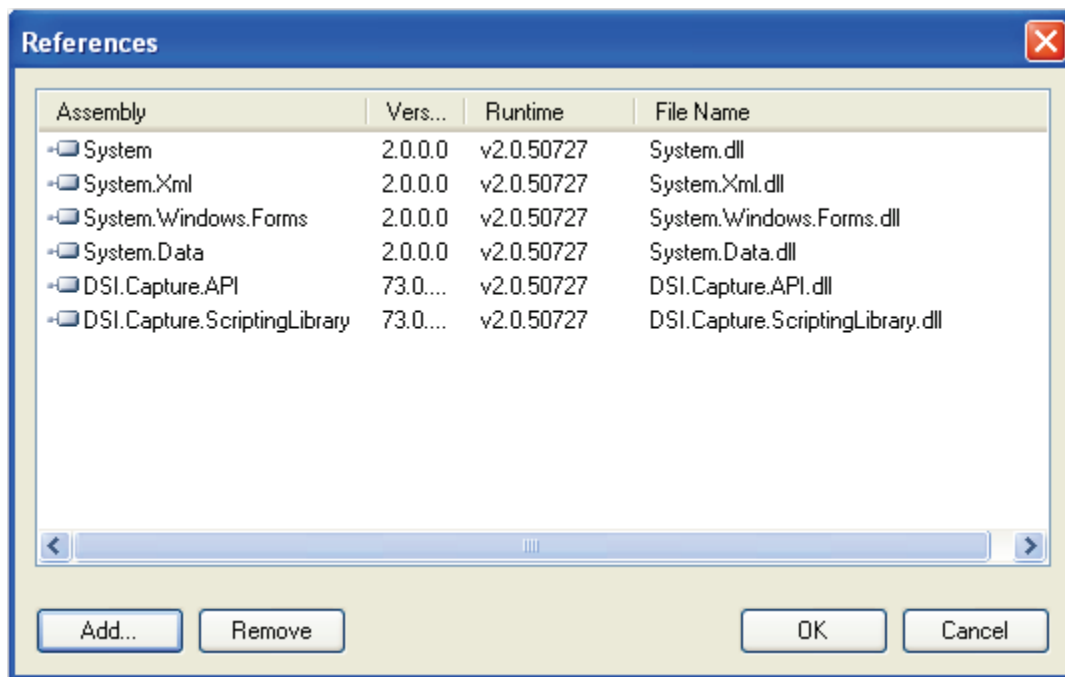 References
Assembly Vers... Runtime File Name
System 2.0.0.0 v2.0.50727 System.dll
System.Xml 2.0.0.0 v2.0.50727 System.Xml.dll
System.Windows.Forms 2.0.0.0 v2.0.50727 System.Windows.Forms.dll
System.Data 2.0.0.0 v2.0.50727 System.Data.dll
DSI.Capture.API 73.0.... v2.0.50727 DSI.Capture.API.dll
DSI.Capture.ScriptingLibrary 73.0.... v2.0.50727 DSI.Capture.ScriptingLibrary.dll
Add... Remove OK Cancel